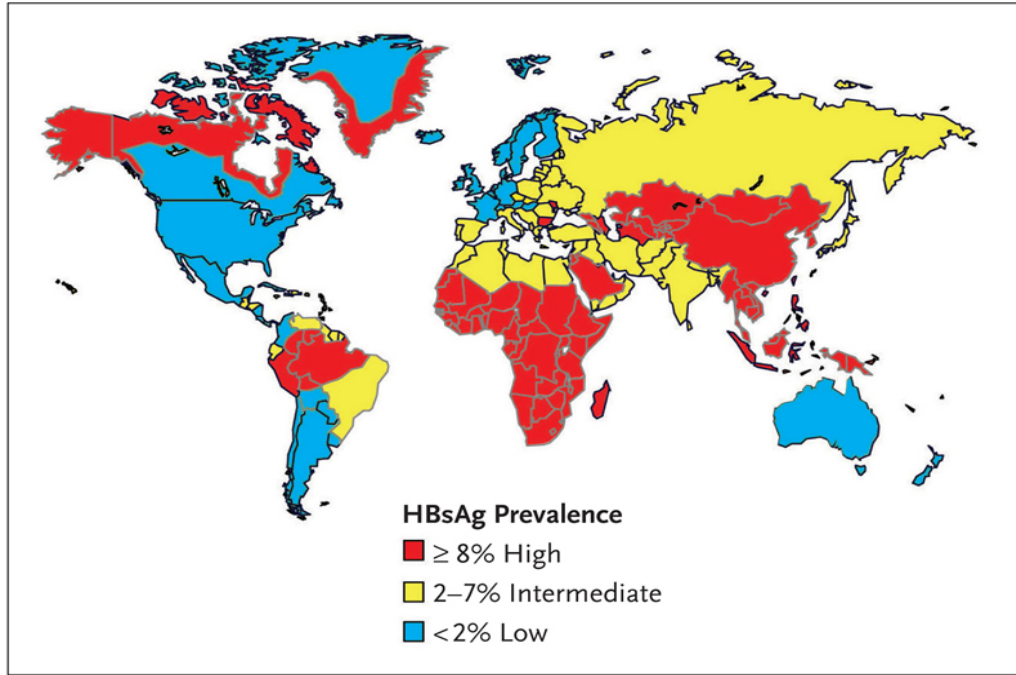 HBsAg Prevalence
≥ 8% High
2–7% Intermediate
<2% Low